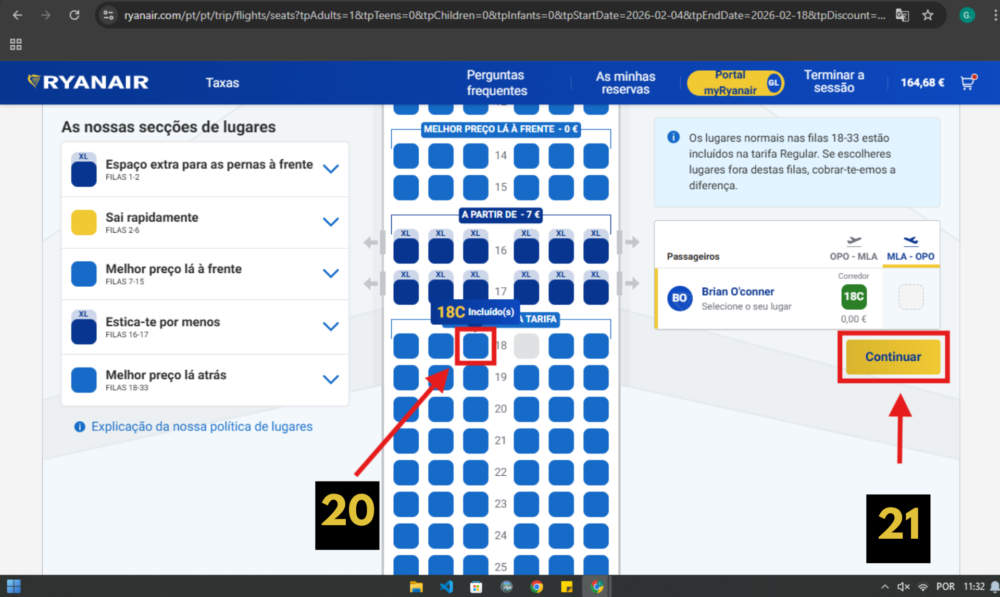 ryanair.com/pt/pt/trip/flights/seats?tpAdults=1&tpTeens=0&tpChildren=0&tpInfants=0&tpStartDate=2026-02-04&tpEndDate=2026-02-18&tpDiscount=...
G.
RYANAIR
Taxas
Perguntas
frequentes
As minhas
reservas
Portal
myRyanair
GL
Terminar a
sessão
164,68 €
As nossas secções de lugares
XL
Espaço extra para as pernas à frente
FILAS 1-2
Sai rapidamente
FILAS 2-6
Melhor preço lá à frente
FILAS 7-15
XL
Estica-te por menos
FILAS 16-17
Melhor preço lá atrás
FILAS 18-33
Explicação da nossa política de lugares
MELHOR PREÇO LÁ À FRENTE - 0 €
14
15
A PARTIR DE - 7 €
XL XL XL XL XL XL
16
XL XL XL XL XL XL
17
18C Incluído(s)
A TARIFA
18
19
20
21
22
23
24
25
Os lugares normais nas filas 18-33 estão
incluídos na tarifa Regular. Se escolheres
lugares fora destas filas, cobrar-te-emos a
diferença.
Passageiros
OPO - MLA
MLA - OPO
BO
Brian O'conner
Selecione o seu lugar
Corredor
18C
0,00 €
Continuar
20
21
POR
11:32